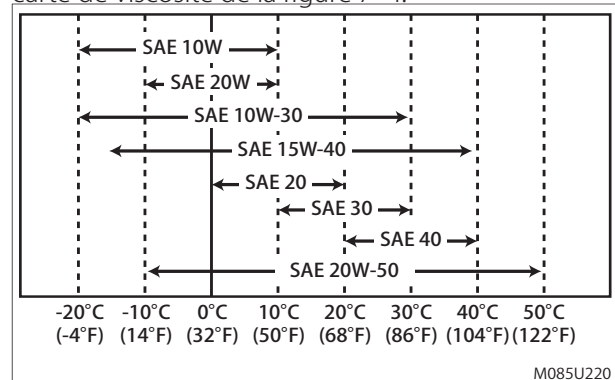 carte de viscosité de la figure 7-4.
SAE 10W
SAE 20W
SAE 10W-30
SAE 15W-40
SAE 20
SAE 30
SAE 40
SAE 20W-50
-20°C -10°C 0°C 10°C 20°C 30°C 40°C 50°C
(-4°F) (14°F) (32°F) (50°F) (68°F) (86°F) (104°F) (122°F)
M085U220